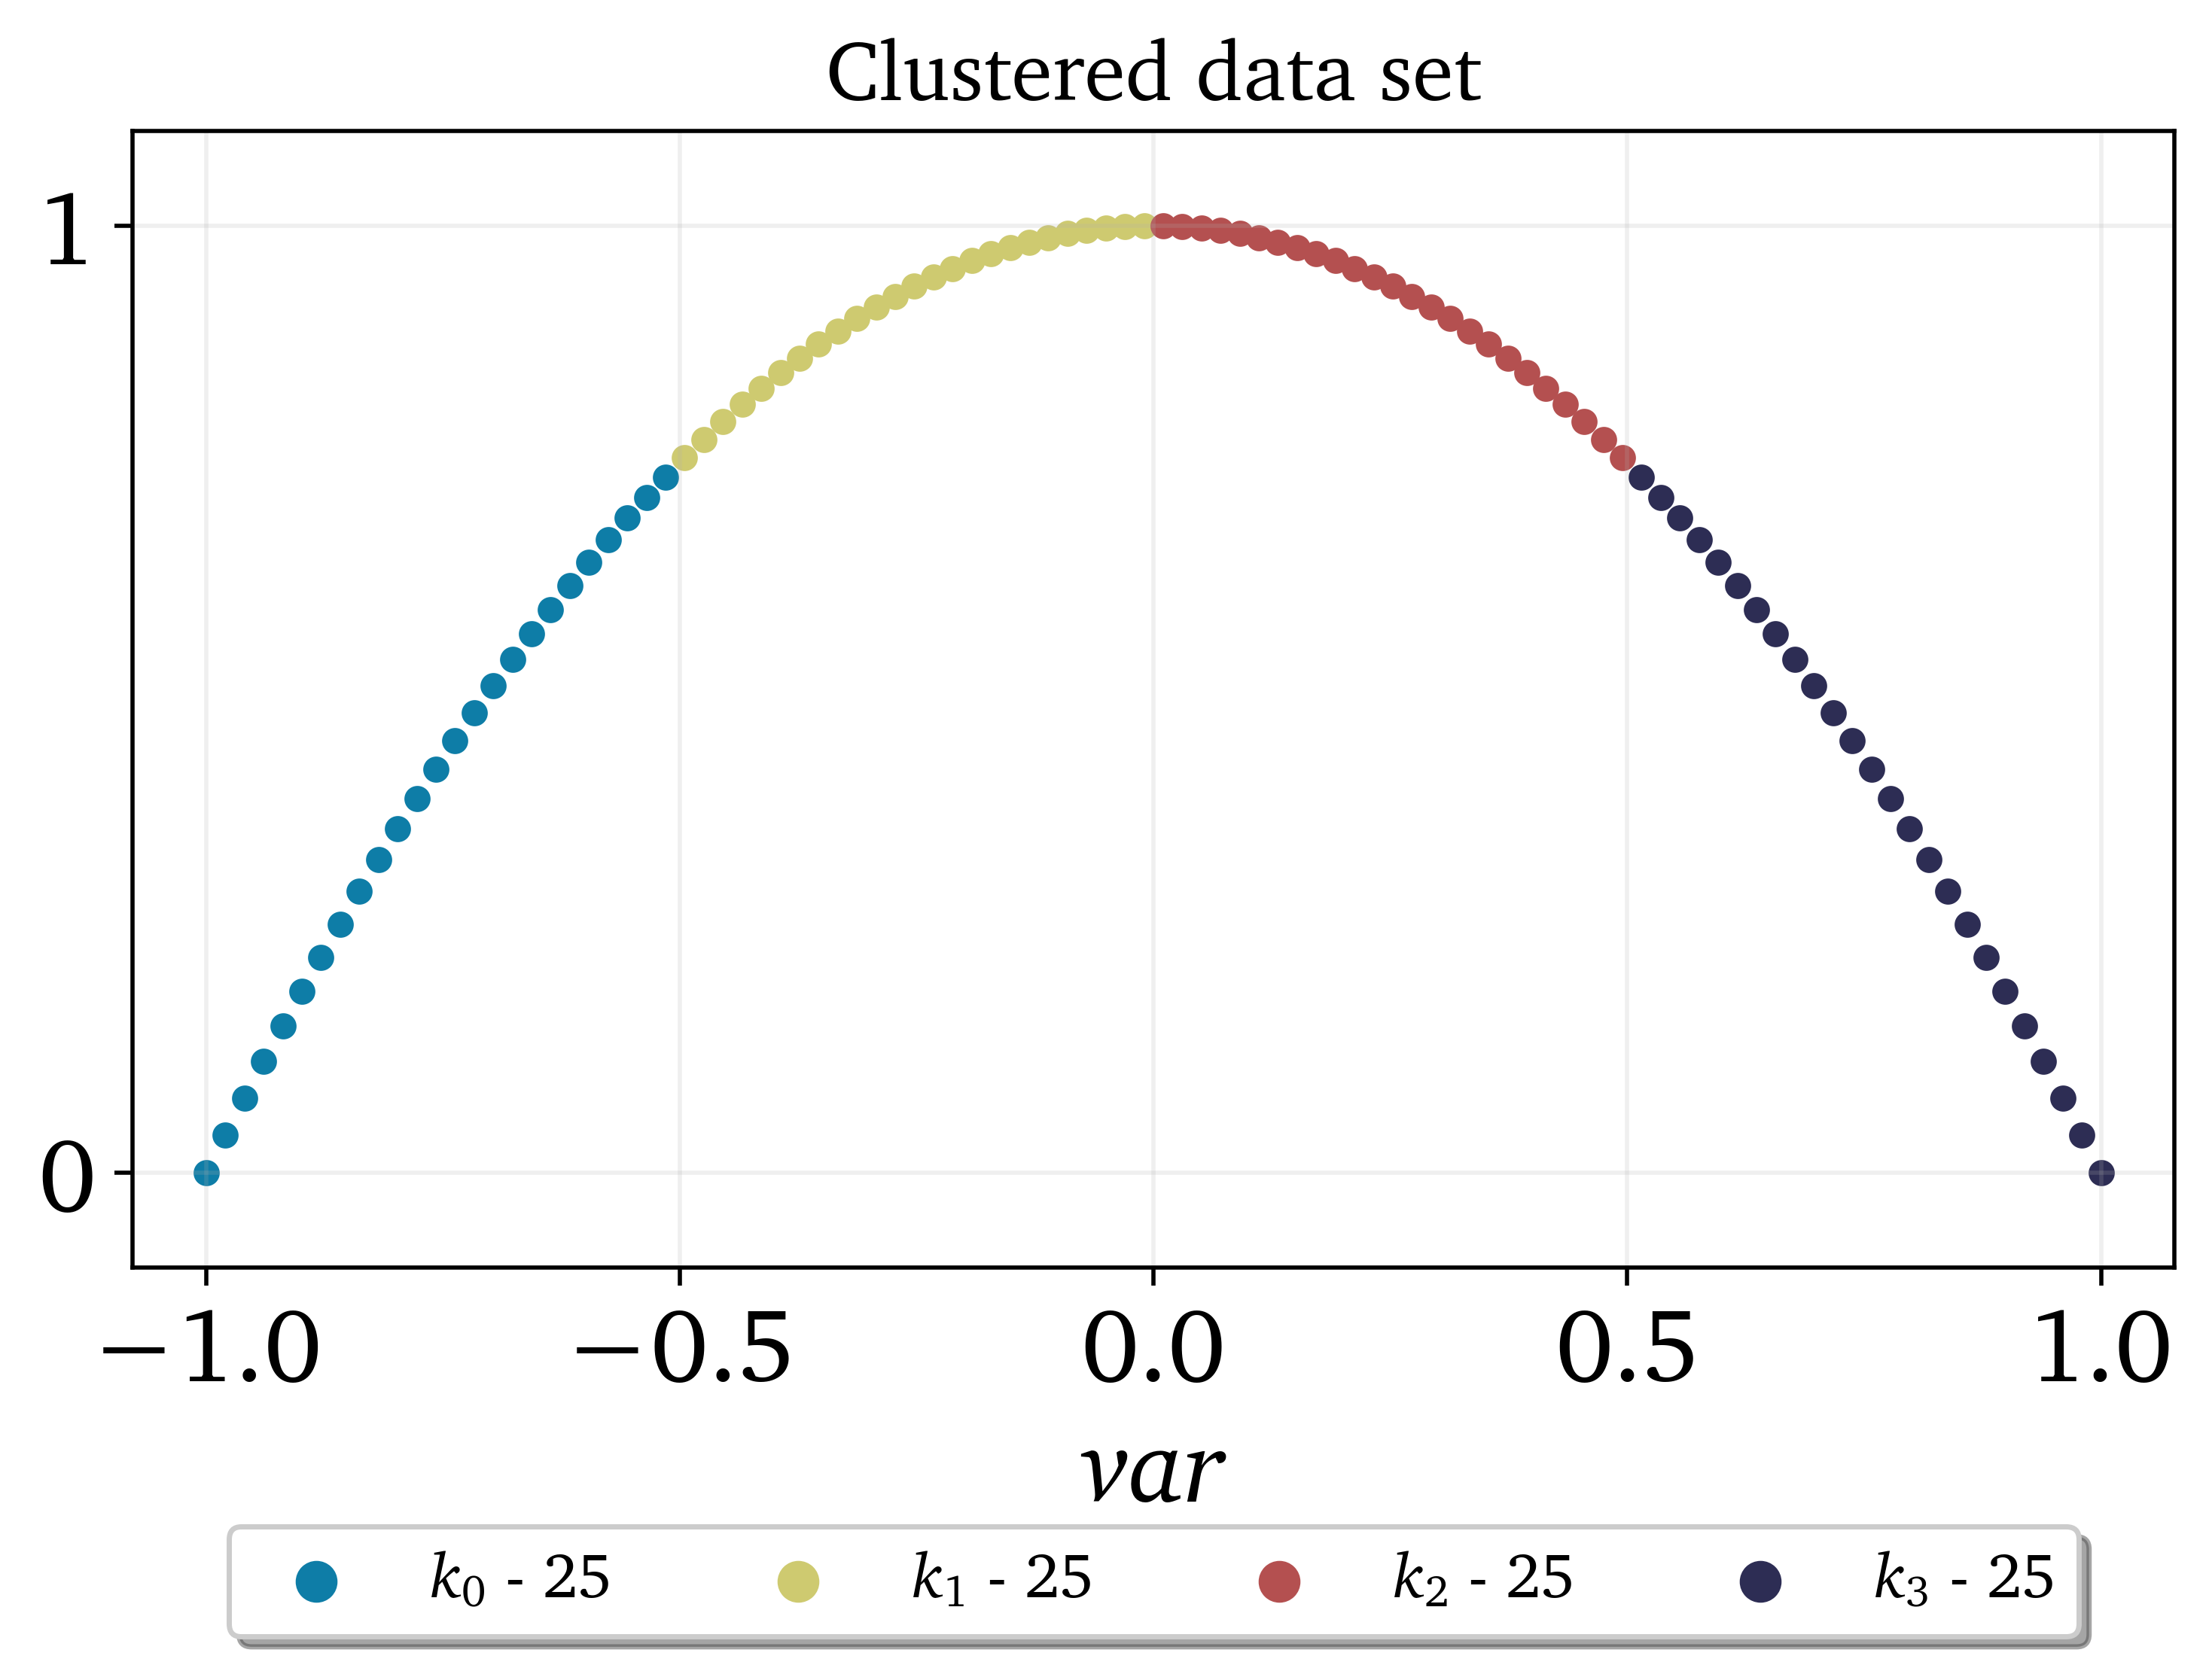 Clustered data set
1
0
−1.0 −0.5 0.0 0.5 1.0
var
k₀ - 25 k₁ - 25 k₂ - 25 k₃ - 25